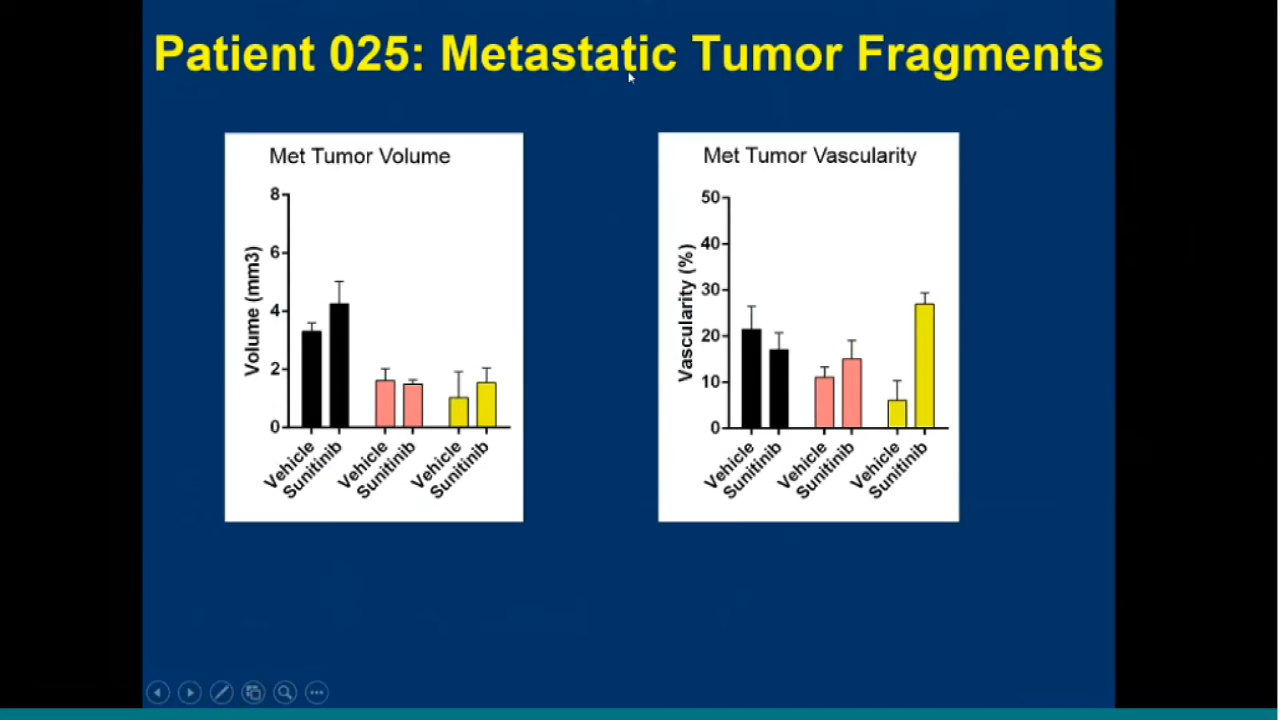 Patient 025: Metastatic Tumor Fragments
Met Tumor Volume
Volume (mm3)
8
6
4
2
0
Vehicle
Sunitinib
Vehicle
Sunitinib
Vehicle
Sunitinib
Met Tumor Vascularity
Vascularity (%)
50
40
30
20
10
0
Vehicle
Sunitinib
Vehicle
Sunitinib
Vehicle
Sunitinib